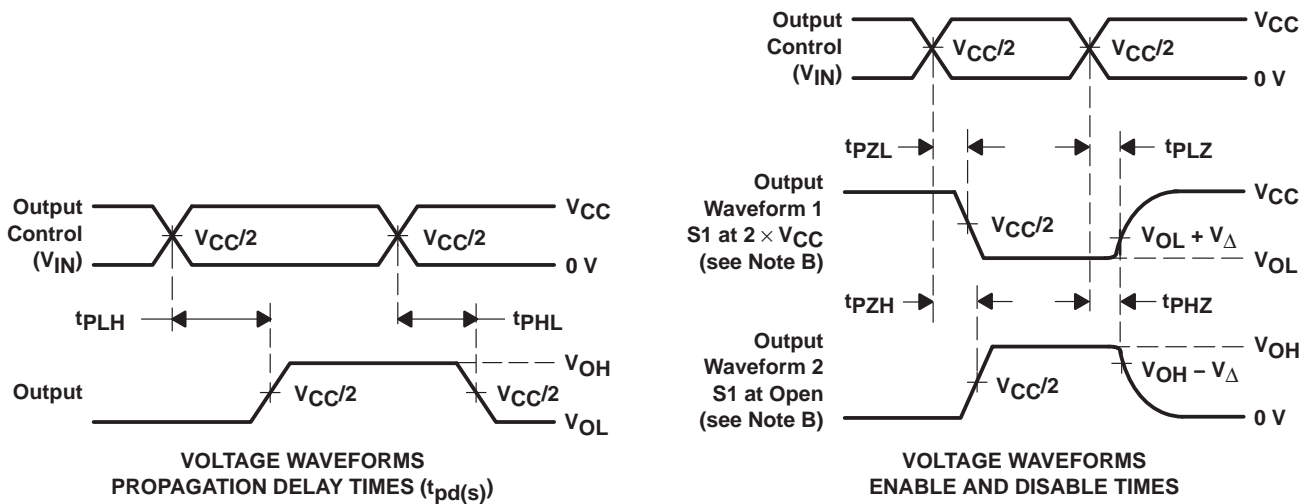 Output
Control
(VIN)
VCC/2
VCC/2
VCC
0 V
tPLH
tPHL
Output
VCC/2
VCC/2
VOH
VOL
VOLTAGE WAVEFORMS
PROPAGATION DELAY TIMES (tpd(s))
Output
Control
(VIN)
VCC/2
VCC/2
VCC
0 V
tPZL
tPLZ
Output
Waveform 1
S1 at 2 × VCC
(see Note B)
VCC/2
VCC
VOL + VΔ
VOL
tPZH
tPHZ
Output
Waveform 2
S1 at Open
(see Note B)
VCC/2
VOH
VOH − VΔ
0 V
VOLTAGE WAVEFORMS
ENABLE AND DISABLE TIMES